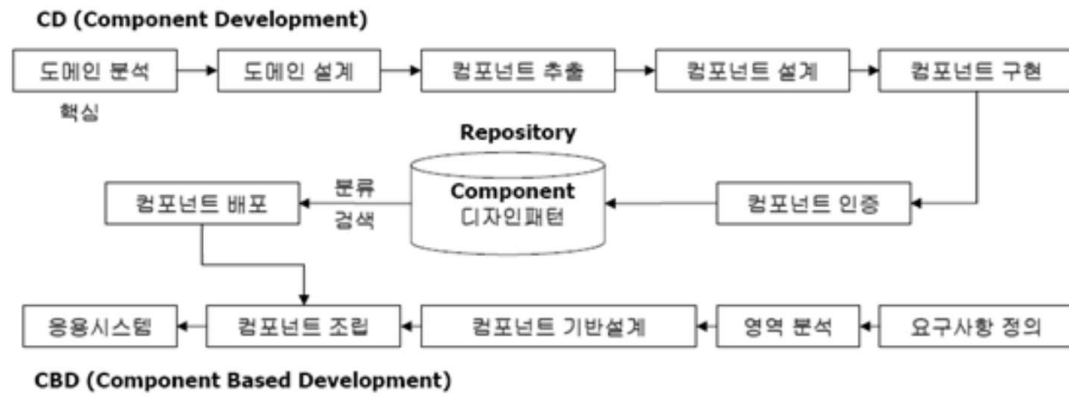 CD (Component Development)
도메인 분석
도메인 설계
컴포넌트 추출
컴포넌트 설계
컴포넌트 구현
핵심
Repository
Component
디자인패턴
분류
검색
컴포넌트 배포
컴포넌트 인증
응용시스템
컴포넌트 조립
컴포넌트 기반설계
영역 분석
요구사항 정의
CBD (Component Based Development)